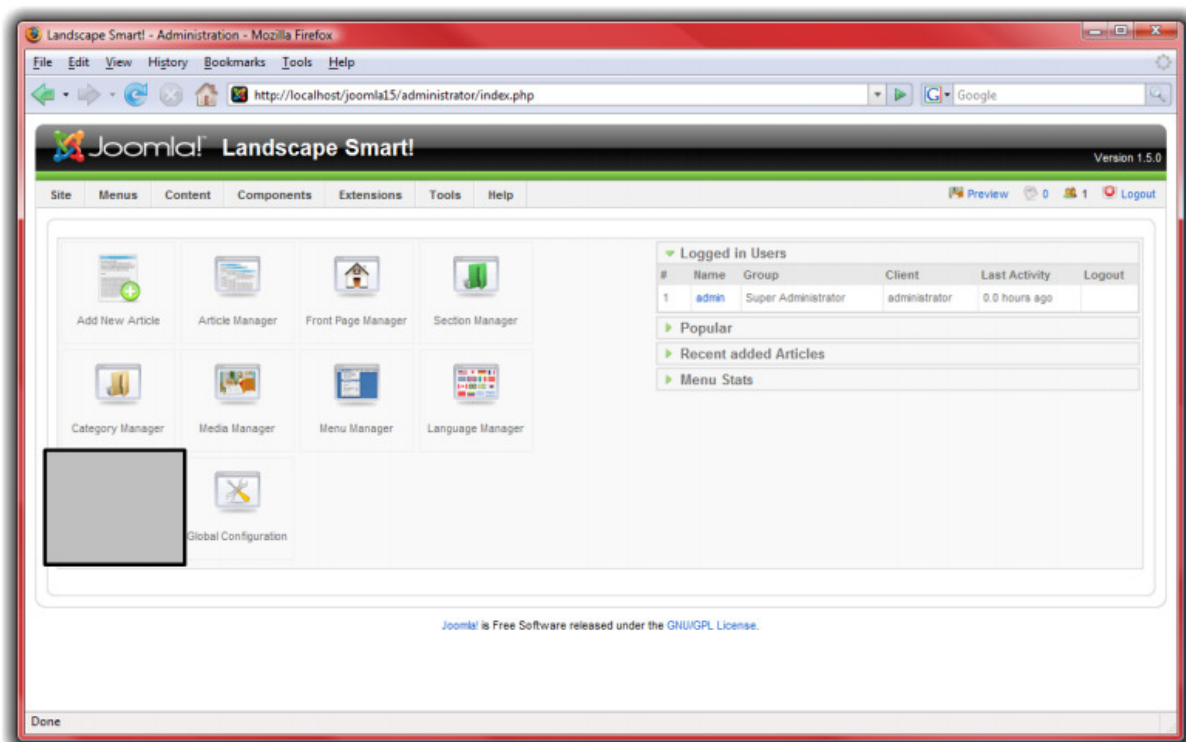 Landscape Smart! - Administration - Mozilla Firefox
File Edit View History Bookmarks Tools Help
http://localhost/joomla15/administrator/index.php
Google
Joomla! Landscape Smart!
Version 1.5.0
Site Menus Content Components Extensions Tools Help
Preview 0 1 Logout
Add New Article Article Manager Front Page Manager Section Manager
Category Manager Media Manager Menu Manager Language Manager
Global Configuration
Logged in Users
# Name Group Client Last Activity Logout
1 admin Super Administrator administrator 0.0 hours ago
Popular
Recent added Articles
Menu Stats
Joomla! is Free Software released under the GNU/GPL License.
Done